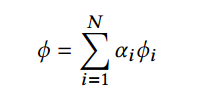 ϕ = ∑_{i=1}^{N} α_i ϕ_i